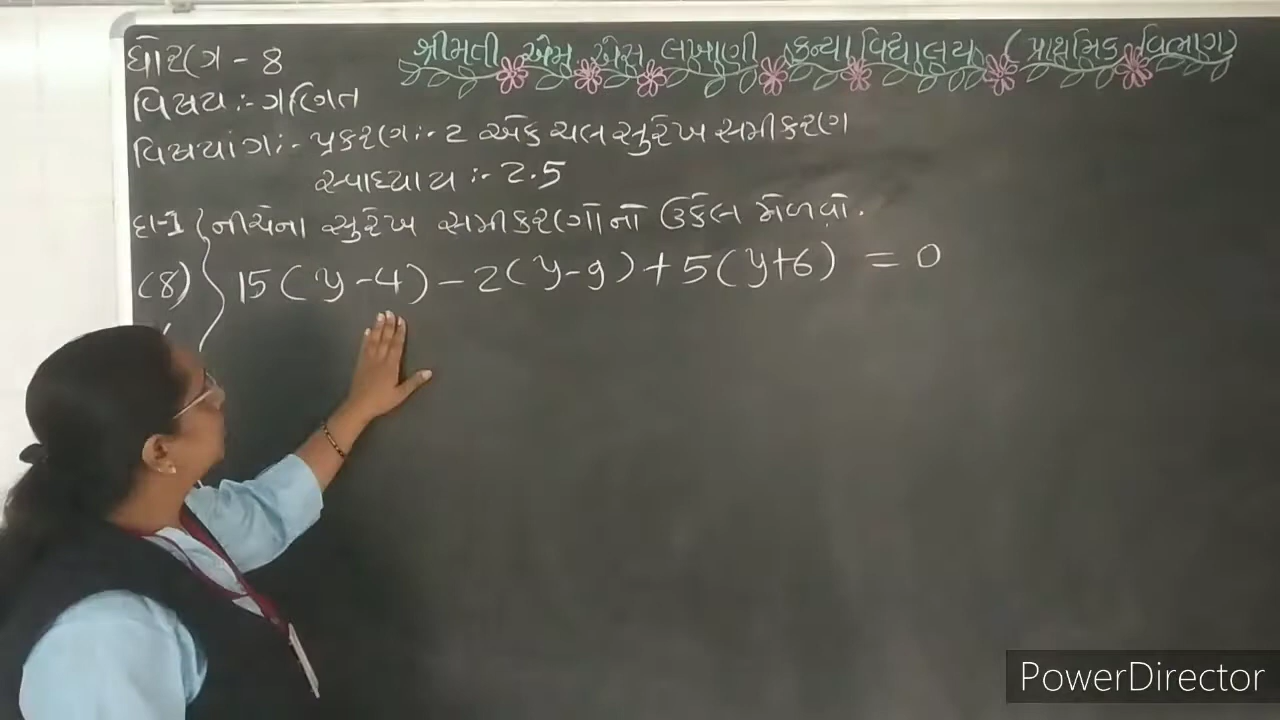 ધોરણ - 8
શ્રીમતી એમ એસ લખાણી કન્યા વિદ્યાલય (પ્રાથમિક વિભાગ)
વિષય :- ગણિત
વિષયાંગ :- પ્રકરણ :- 2 એક ચલ સુરેખ સમીકરણ
સ્વાધ્યાય :- 2.5
નીચેના સુરેખ સમીકરણોનો ઉકેલ મેળવો.
(8) 15(y-4)-2(y-9)+5(y+6) = 0
PowerDirector